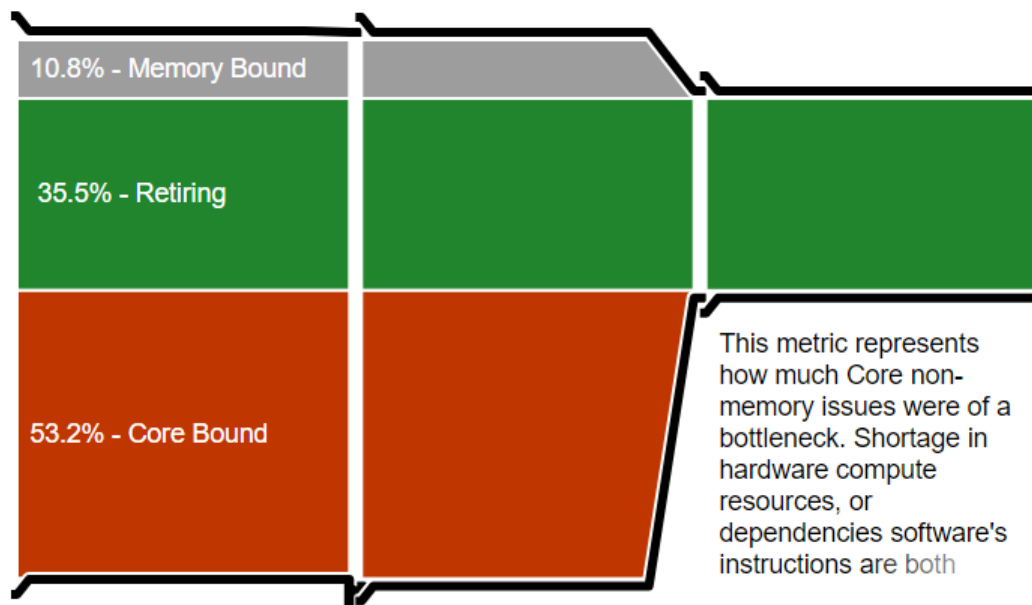 10.8% - Memory Bound
35.5% - Retiring
53.2% - Core Bound
This metric represents
how much Core non-
memory issues were of a
bottleneck. Shortage in
hardware compute
resources, or
dependencies software's
instructions are both